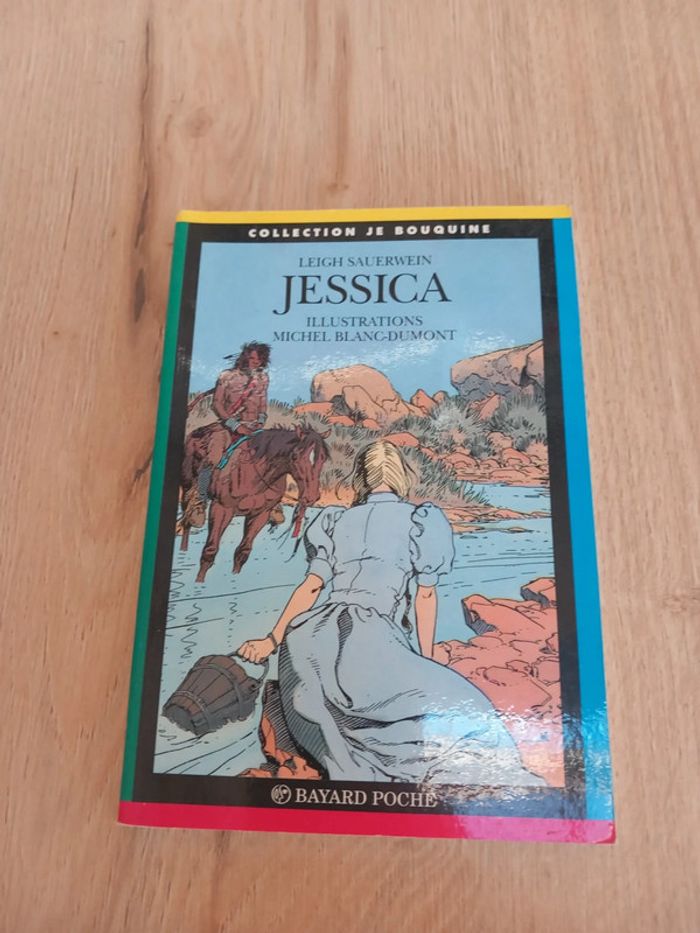 COLLECTION JE BOUQUINE
LEIGH SAUERWEIN
JESSICA
ILLUSTRATIONS
MICHEL BLANC-DUMONT
BAYARD POCHE